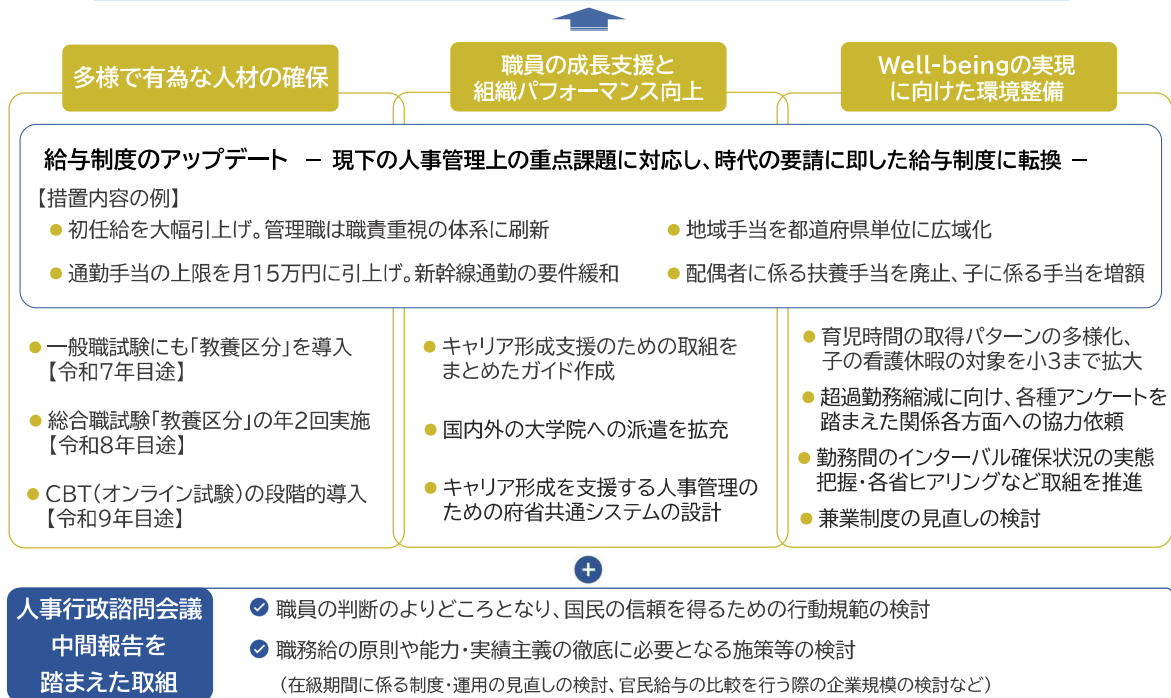 多様で有為な人材の確保
職員の成長支援と
組織パフォーマンス向上
Well-beingの実現
に向けた環境整備
給与制度のアップデート － 現下の人事管理上の重点課題に対応し、時代の要請に即した給与制度に転換 －
【措置内容の例】
● 初任給を大幅引上げ。管理職は職責重視の体系に刷新
● 地域手当を都道府県単位に広域化
● 通勤手当の上限を月15万円に引上げ。新幹線通勤の要件緩和
● 配偶者に係る扶養手当を廃止、子に係る手当を増額
● 一般職試験にも「教養区分」を導入
【令和7年目途】
● 総合職試験「教養区分」の年2回実施
【令和8年目途】
● CBT(オンライン試験)の段階的導入
【令和9年目途】
● キャリア形成支援のための取組を
まとめたガイド作成
● 国内外の大学院への派遣を拡充
● キャリア形成を支援する人事管理の
ための府省共通システムの設計
● 育児時間の取得パターンの多様化、
子の看護休暇の対象を小3まで拡大
● 超過勤務縮減に向け、各種アンケートを
踏まえた関係各方面への協力依頼
● 勤務間のインターバル確保状況の実態
把握・各省ヒアリングなど取組を推進
● 兼業制度の見直しの検討
人事行政諮問会議
中間報告を
踏まえた取組
職員の判断のよりどころとなり、国民の信頼を得るための行動規範の検討
職務給の原則や能力・実績主義の徹底に必要となる施策等の検討
（在級期間に係る制度・運用の見直しの検討、官民給与の比較を行う際の企業規模の検討など）